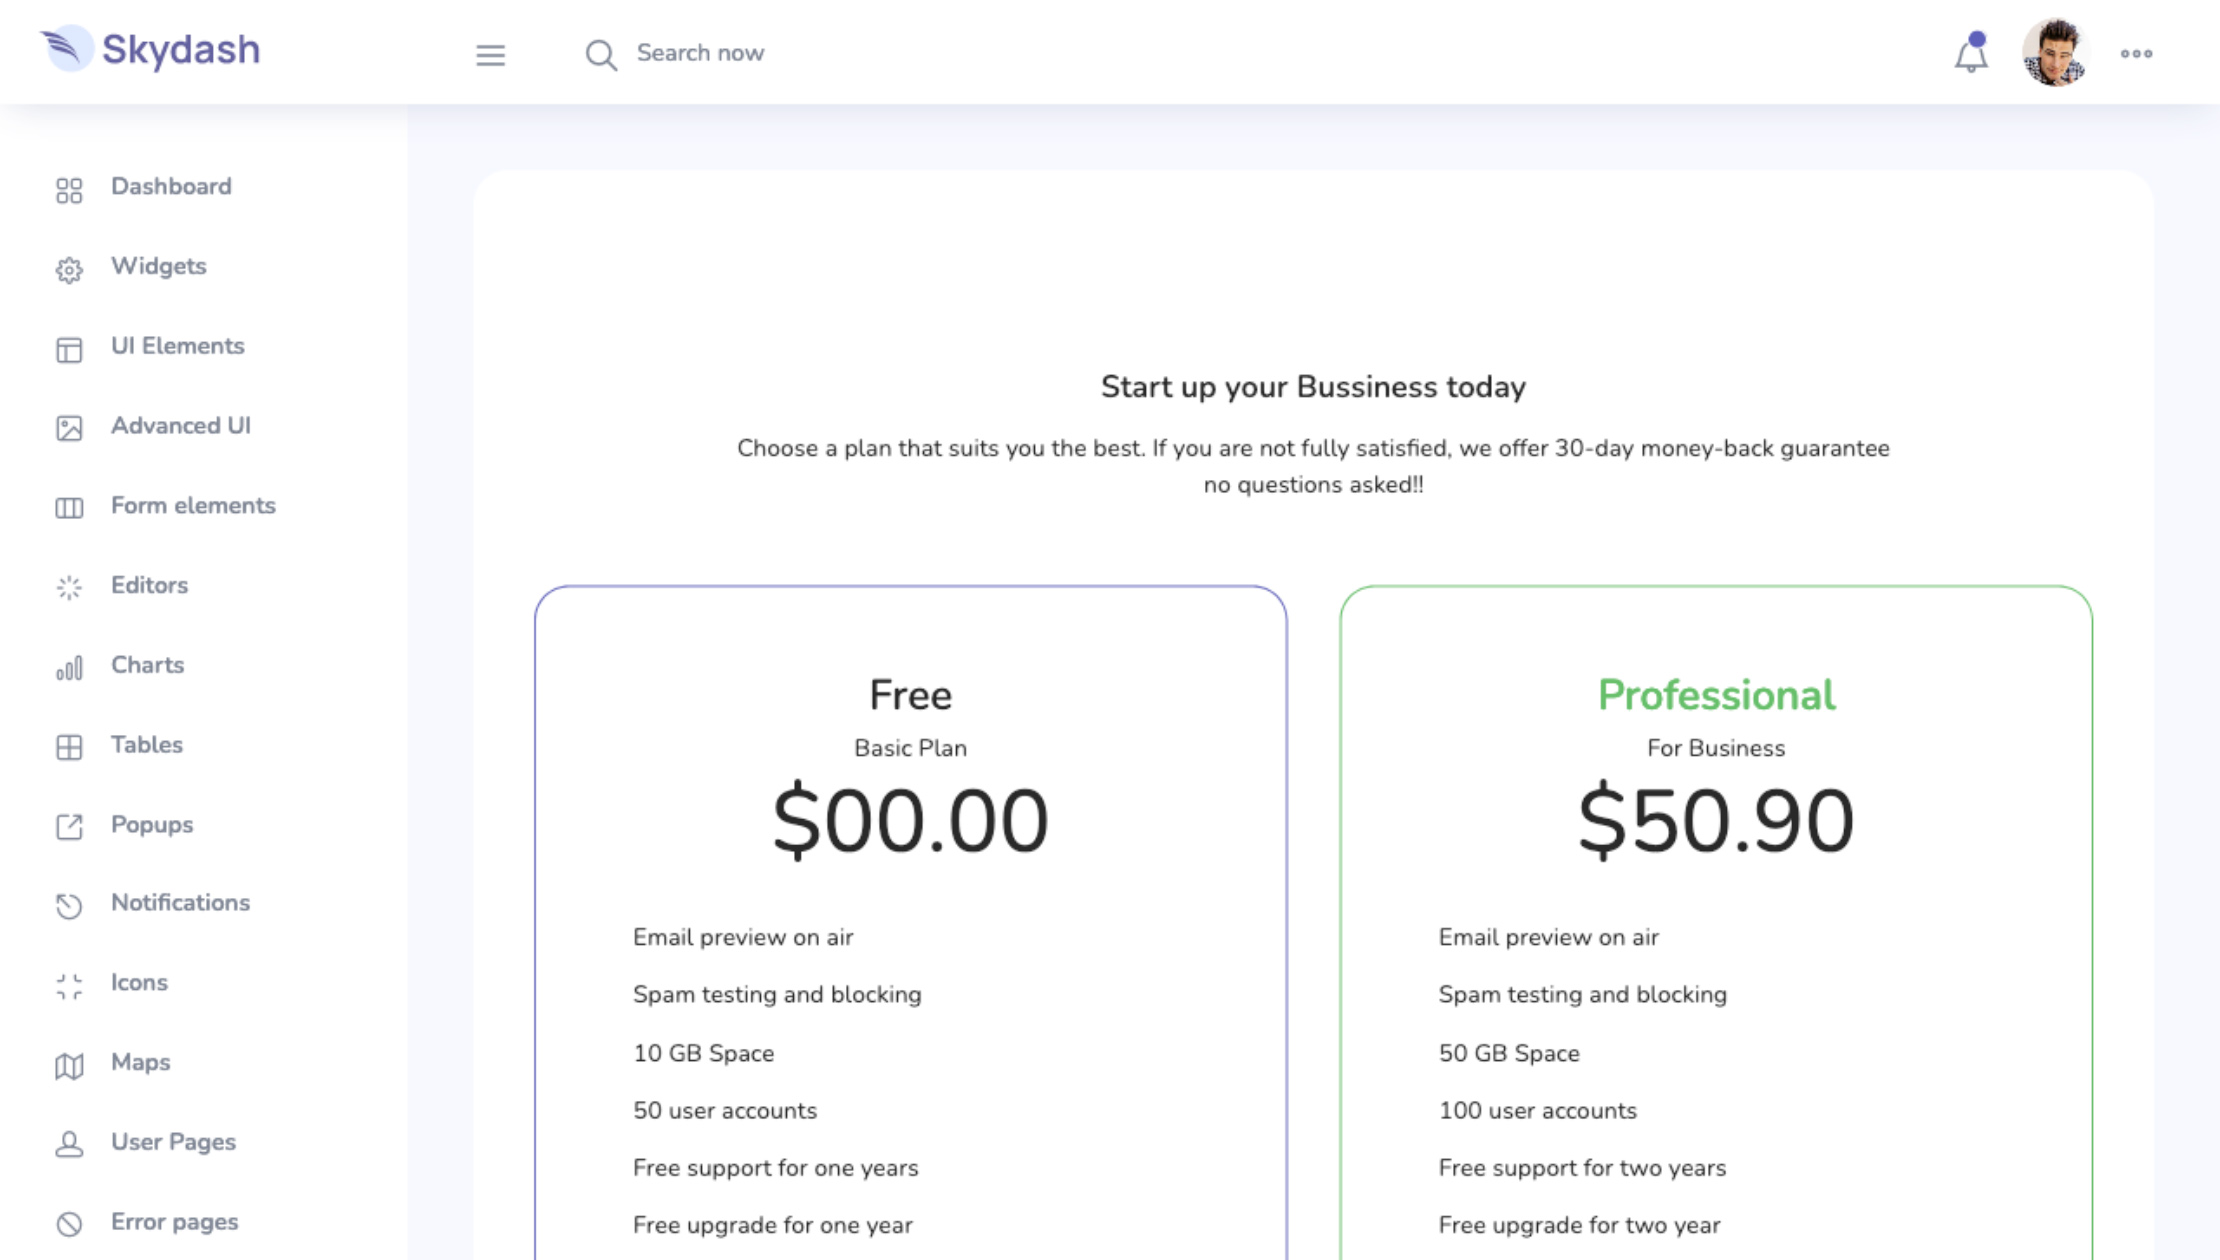 Skydash
Search now
Dashboard
Widgets
UI Elements
Advanced UI
Form elements
Editors
Charts
Tables
Popups
Notifications
Icons
Maps
User Pages
Error pages
Start up your Bussiness today
Choose a plan that suits you the best. If you are not fully satisfied, we offer 30-day money-back guarantee
no questions asked!!
Free
Basic Plan
$00.00
Email preview on air
Spam testing and blocking
10 GB Space
50 user accounts
Free support for one years
Free upgrade for one year
Professional
For Business
$50.90
Email preview on air
Spam testing and blocking
50 GB Space
100 user accounts
Free support for two years
Free upgrade for two year